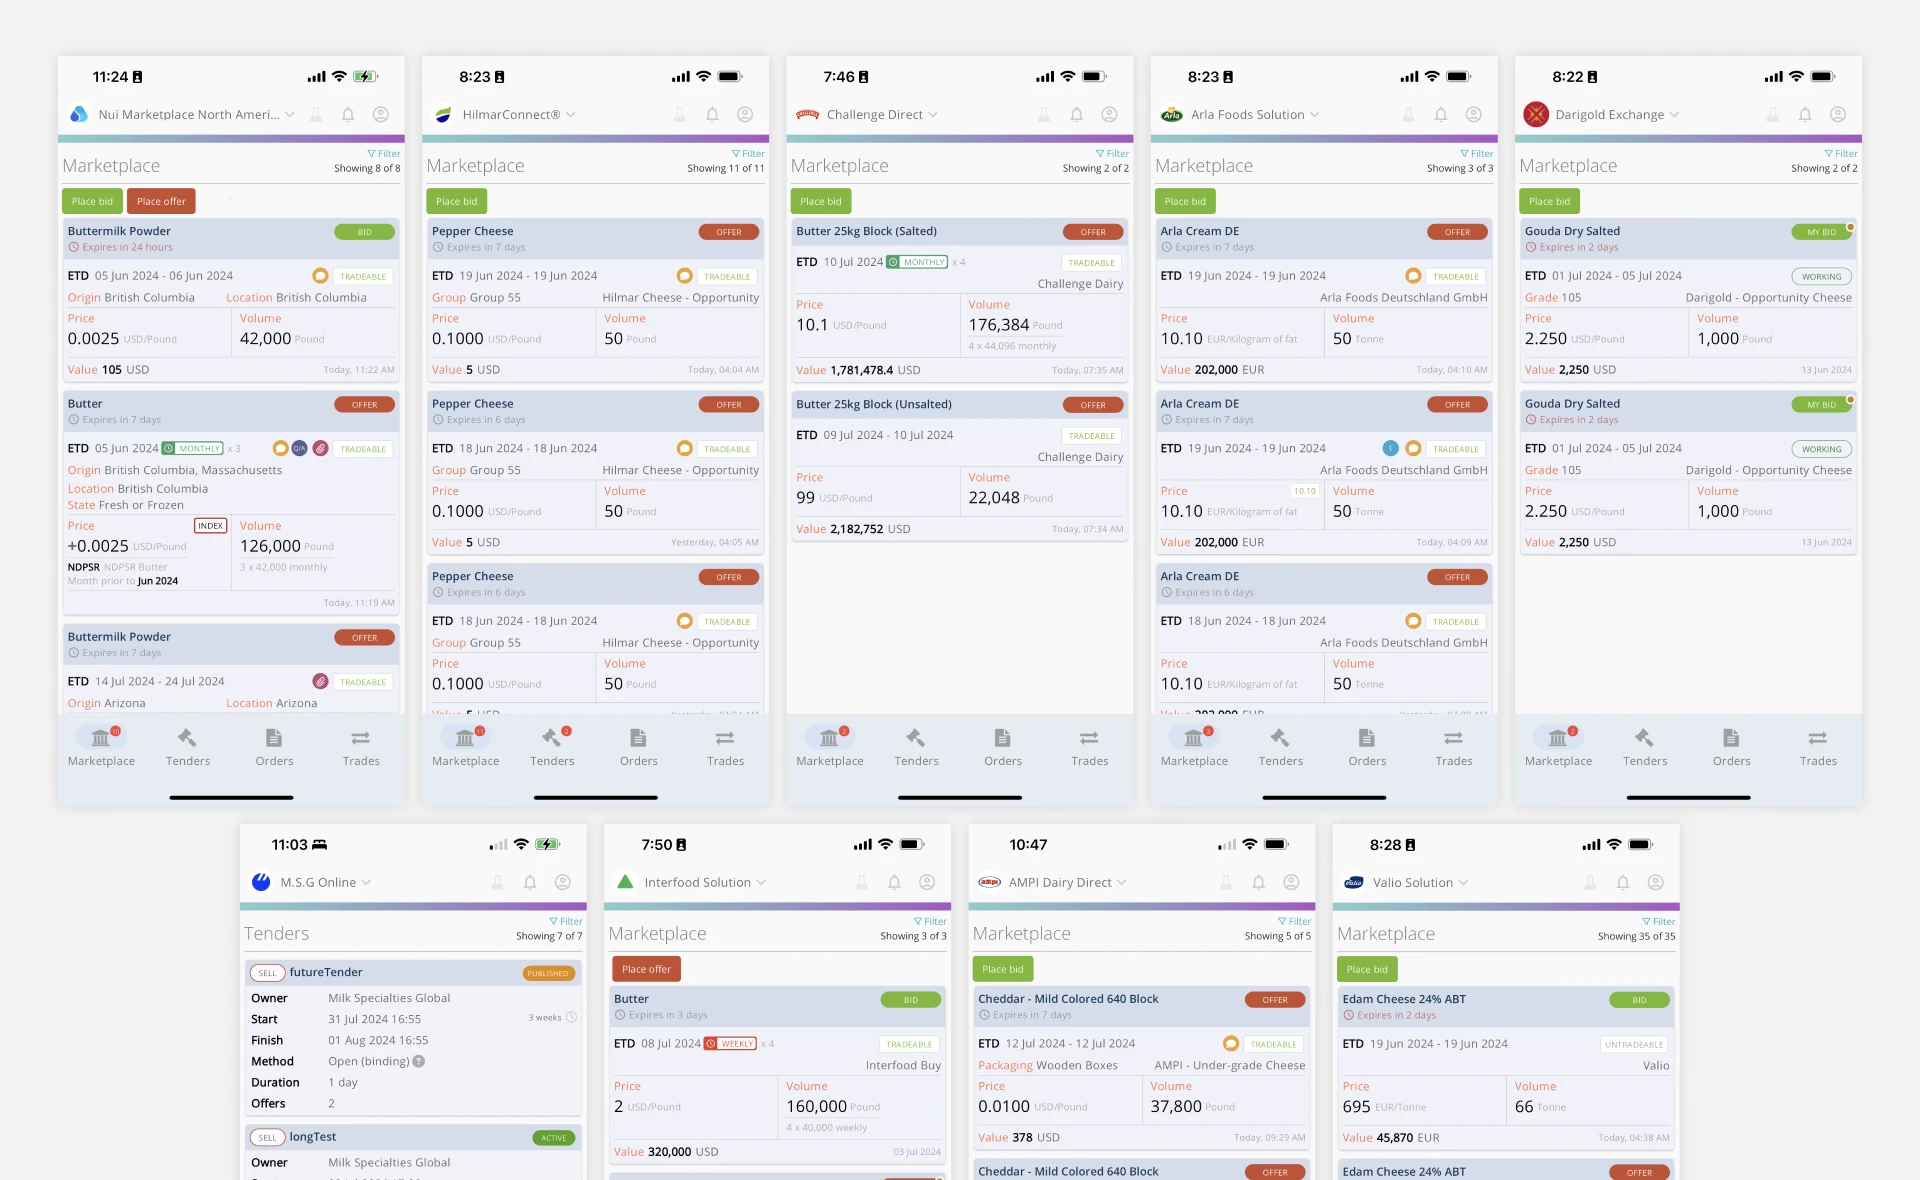 11:24
Nui Marketplace North Ameri...
Filter
Marketplace
Showing 8 of 8
Place bid
Place offer
Buttermilk Powder
BID
Expires in 24 hours
ETD 05 Jun 2024 - 06 Jun 2024
TRADEABLE
Origin British Columbia
Location British Columbia
Price
Volume
0.0025 USD/Pound
42,000 Pound
Value 105 USD
Today, 11:22 AM
Butter
OFFER
Expires in 7 days
ETD 05 Jun 2024 MONTHLY x 3
Q/A
TRADEABLE
Origin British Columbia, Massachusetts
Location British Columbia
State Fresh or Frozen
Price
INDEX
Volume
+0.0025 USD/Pound
126,000 Pound
NDPSR NDPSR Butter
3 x 42,000 monthly
Month prior to Jun 2024
Today, 11:19 AM
Buttermilk Powder
OFFER
Expires in 7 days
ETD 14 Jul 2024 - 24 Jul 2024
TRADEABLE
Origin Arizona
Location Arizona
10
Marketplace
Tenders
Orders
Trades
8:23
HilmarConnect®
Filter
Marketplace
Showing 11 of 11
Place bid
Pepper Cheese
OFFER
Expires in 7 days
ETD 19 Jun 2024 - 19 Jun 2024
TRADEABLE
Group Group 55
Hilmar Cheese - Opportunity
Price
Volume
0.1000 USD/Pound
50 Pound
Value 5 USD
Today, 04:04 AM
Pepper Cheese
OFFER
Expires in 6 days
ETD 18 Jun 2024 - 18 Jun 2024
TRADEABLE
Group Group 55
Hilmar Cheese - Opportunity
Price
Volume
0.1000 USD/Pound
50 Pound
Value 5 USD
Yesterday, 04:05 AM
Pepper Cheese
OFFER
Expires in 6 days
ETD 18 Jun 2024 - 18 Jun 2024
TRADEABLE
Group Group 55
Hilmar Cheese - Opportunity
Price
Volume
0.1000 USD/Pound
50 Pound
Value 5 USD
11
2
Marketplace
Tenders
Orders
Trades
7:46
Challenge Direct
Filter
Marketplace
Showing 2 of 2
Place bid
Butter 25kg Block (Salted)
OFFER
ETD 10 Jul 2024 MONTHLY x 4
TRADEABLE
Challenge Dairy
Price
Volume
10.1 USD/Pound
176,384 Pound
4 x 44,096 monthly
Value 1,781,478.4 USD
Today, 07:35 AM
Butter 25kg Block (Unsalted)
OFFER
ETD 09 Jul 2024 - 10 Jul 2024
TRADEABLE
Challenge Dairy
Price
Volume
99 USD/Pound
22,048 Pound
Value 2,182,752 USD
Today, 07:34 AM
2
Marketplace
Tenders
Orders
Trades
8:23
Arla
Arla Foods Solution
Filter
Marketplace
Showing 3 of 3
Place bid
Arla Cream DE
OFFER
Expires in 7 days
ETD 19 Jun 2024 - 19 Jun 2024
TRADEABLE
Arla Foods Deutschland GmbH
Price
Volume
10.10 EUR/Kilogram of fat
50 Tonne
Value 202,000 EUR
Today, 04:10 AM
Arla Cream DE
OFFER
Expires in 7 days
ETD 19 Jun 2024 - 19 Jun 2024
1
TRADEABLE
Arla Foods Deutschland GmbH
Price
10.10
Volume
10.10 EUR/Kilogram of fat
50 Tonne
Value 202,000 EUR
Today, 04:09 AM
Arla Cream DE
OFFER
Expires in 6 days
ETD 18 Jun 2024 - 18 Jun 2024
TRADEABLE
Arla Foods Deutschland GmbH
Price
Volume
10.10 EUR/Kilogram of fat
50 Tonne
Value 202,000 EUR
3
Marketplace
Tenders
Orders
Trades
8:22
Darigold Exchange
Filter
Marketplace
Showing 2 of 2
Place bid
Gouda Dry Salted
MY BID
Expires in 2 days
ETD 01 Jul 2024 - 05 Jul 2024
WORKING
Grade 105
Darigold - Opportunity Cheese
Price
Volume
2.250 USD/Pound
1,000 Pound
Value 2,250 USD
13 Jun 2024
Gouda Dry Salted
MY BID
Expires in 2 days
ETD 01 Jul 2024 - 05 Jul 2024
WORKING
Grade 105
Darigold - Opportunity Cheese
Price
Volume
2.250 USD/Pound
1,000 Pound
Value 2,250 USD
13 Jun 2024
2
Marketplace
Tenders
Orders
Trades
11:03
M.S.G Online
Filter
Tenders
Showing 7 of 7
SELL futureTender
PUBLISHED
Owner Milk Specialties Global
Start 31 Jul 2024 16:55
3 weeks
Finish 01 Aug 2024 16:55
Method Open (binding) ?
Duration 1 day
Offers 2
SELL longTest
ACTIVE
Owner Milk Specialties Global
7:50
Interfood Solution
Filter
Marketplace
Showing 3 of 3
Place offer
Butter
BID
Expires in 3 days
ETD 08 Jul 2024 WEEKLY x 4
TRADEABLE
Interfood Buy
Price
Volume
2 USD/Pound
160,000 Pound
4 x 40,000 weekly
Value 320,000 USD
03 Jul 2024
10:47
ampi
AMPI Dairy Direct
Filter
Marketplace
Showing 5 of 5
Place bid
Cheddar - Mild Colored 640 Block
OFFER
Expires in 7 days
ETD 12 Jul 2024 - 12 Jul 2024
TRADEABLE
Packaging Wooden Boxes
AMPI - Under-grade Cheese
Price
Volume
0.0100 USD/Pound
37,800 Pound
Value 378 USD
Today, 09:29 AM
Cheddar - Mild Colored 640 Block
OFFER
8:28
Valio
Valio Solution
Filter
Marketplace
Showing 35 of 35
Place bid
Edam Cheese 24% ABT
BID
Expires in 2 days
ETD 19 Jun 2024 - 19 Jun 2024
UNTRADEABLE
Valio
Price
Volume
695 EUR/Tonne
66 Tonne
Value 45,870 EUR
Today, 04:38 AM
Edam Cheese 24% ABT
OFFER